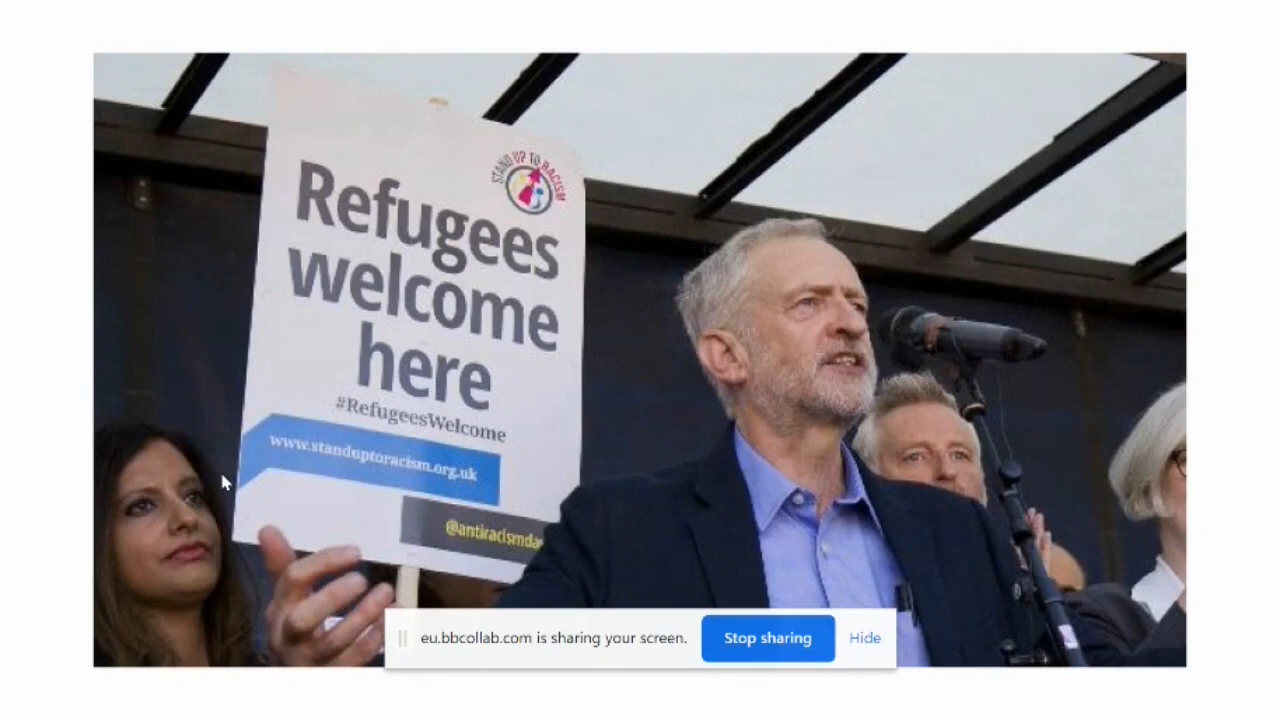 STAND UP TO RACISM
Refugees
welcome
here
#RefugeesWelcome
www.standuptoracism.org.uk
eu.bbcollab.com is sharing your screen.
Stop sharing
Hide